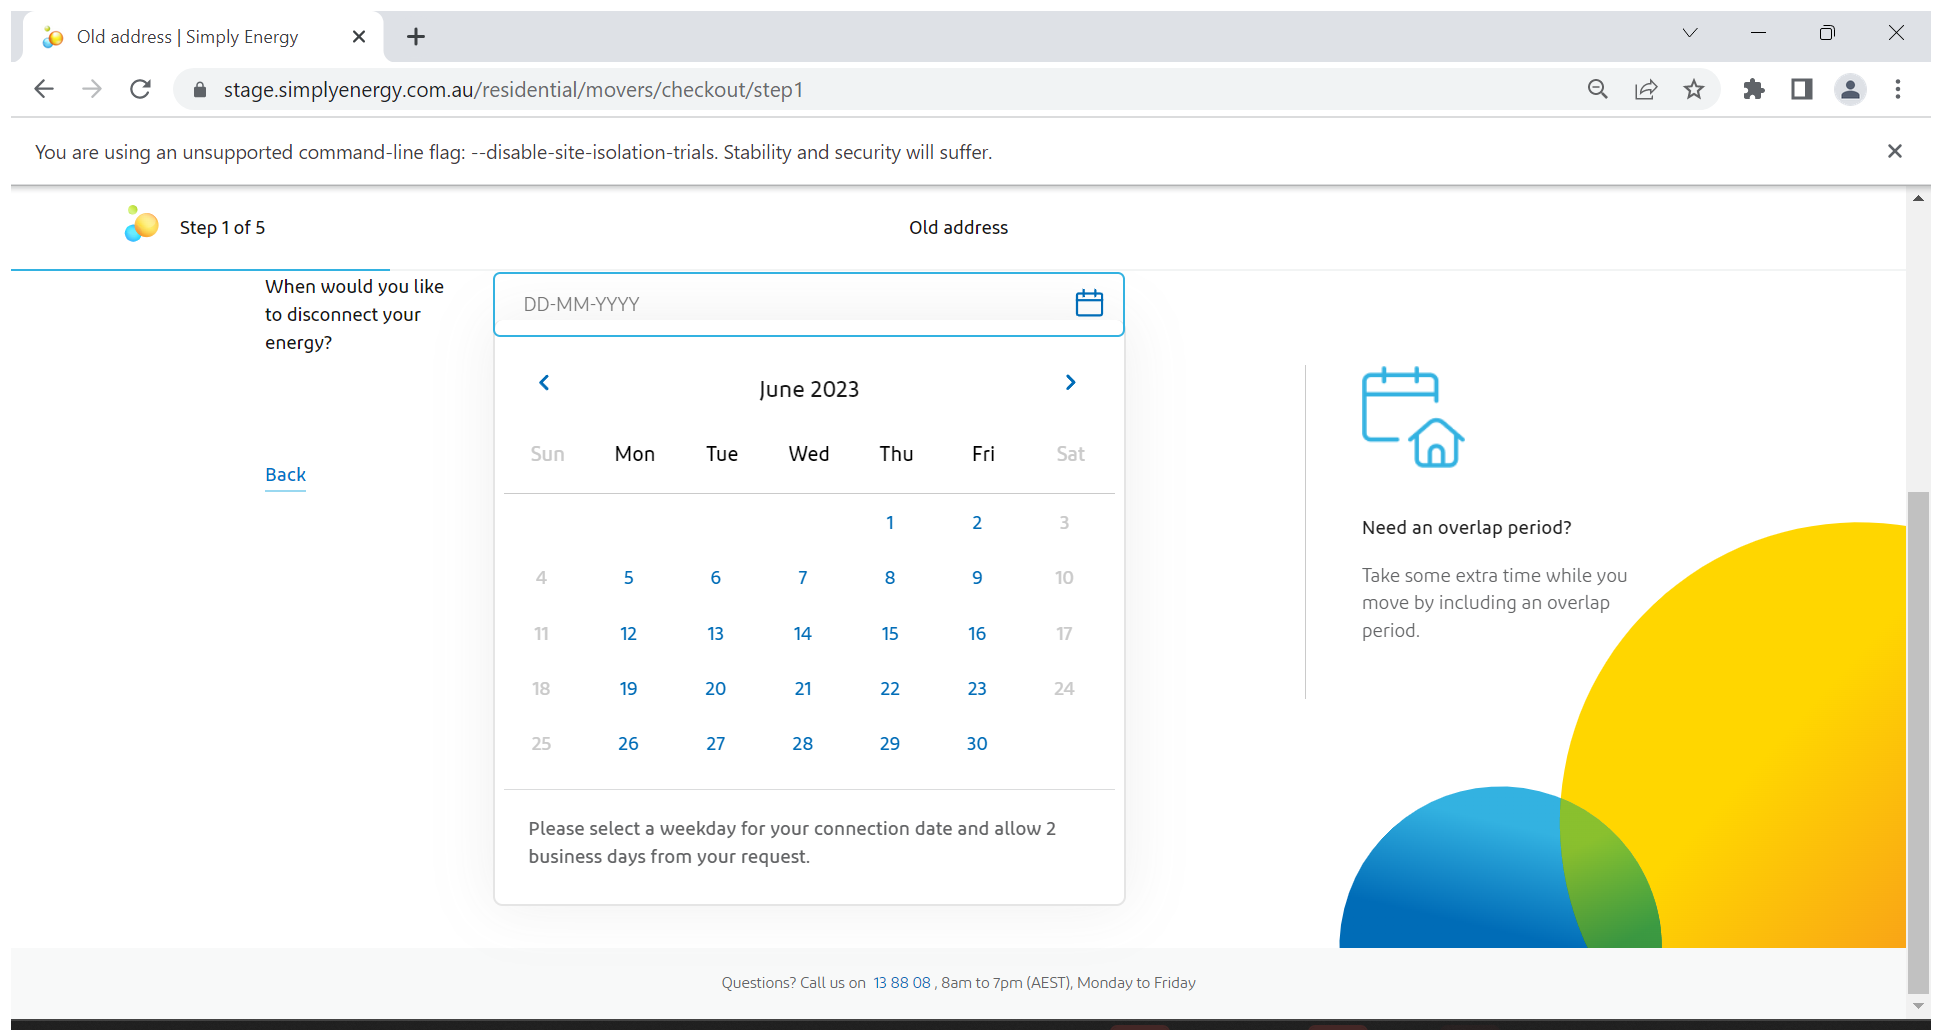 Old address | Simply Energy
stage.simplyenergy.com.au/residential/movers/checkout/step1
You are using an unsupported command-line flag: --disable-site-isolation-trials. Stability and security will suffer.
Step 1 of 5
Old address
When would you like
to disconnect your
energy?
Back
DD-MM-YYYY
June 2023
Sun Mon Tue Wed Thu Fri Sat
1 2 3
4 5 6 7 8 9 10
11 12 13 14 15 16 17
18 19 20 21 22 23 24
25 26 27 28 29 30
Please select a weekday for your connection date and allow 2
business days from your request.
Need an overlap period?
Take some extra time while you
move by including an overlap
period.
Questions? Call us on 13 88 08 , 8am to 7pm (AEST), Monday to Friday